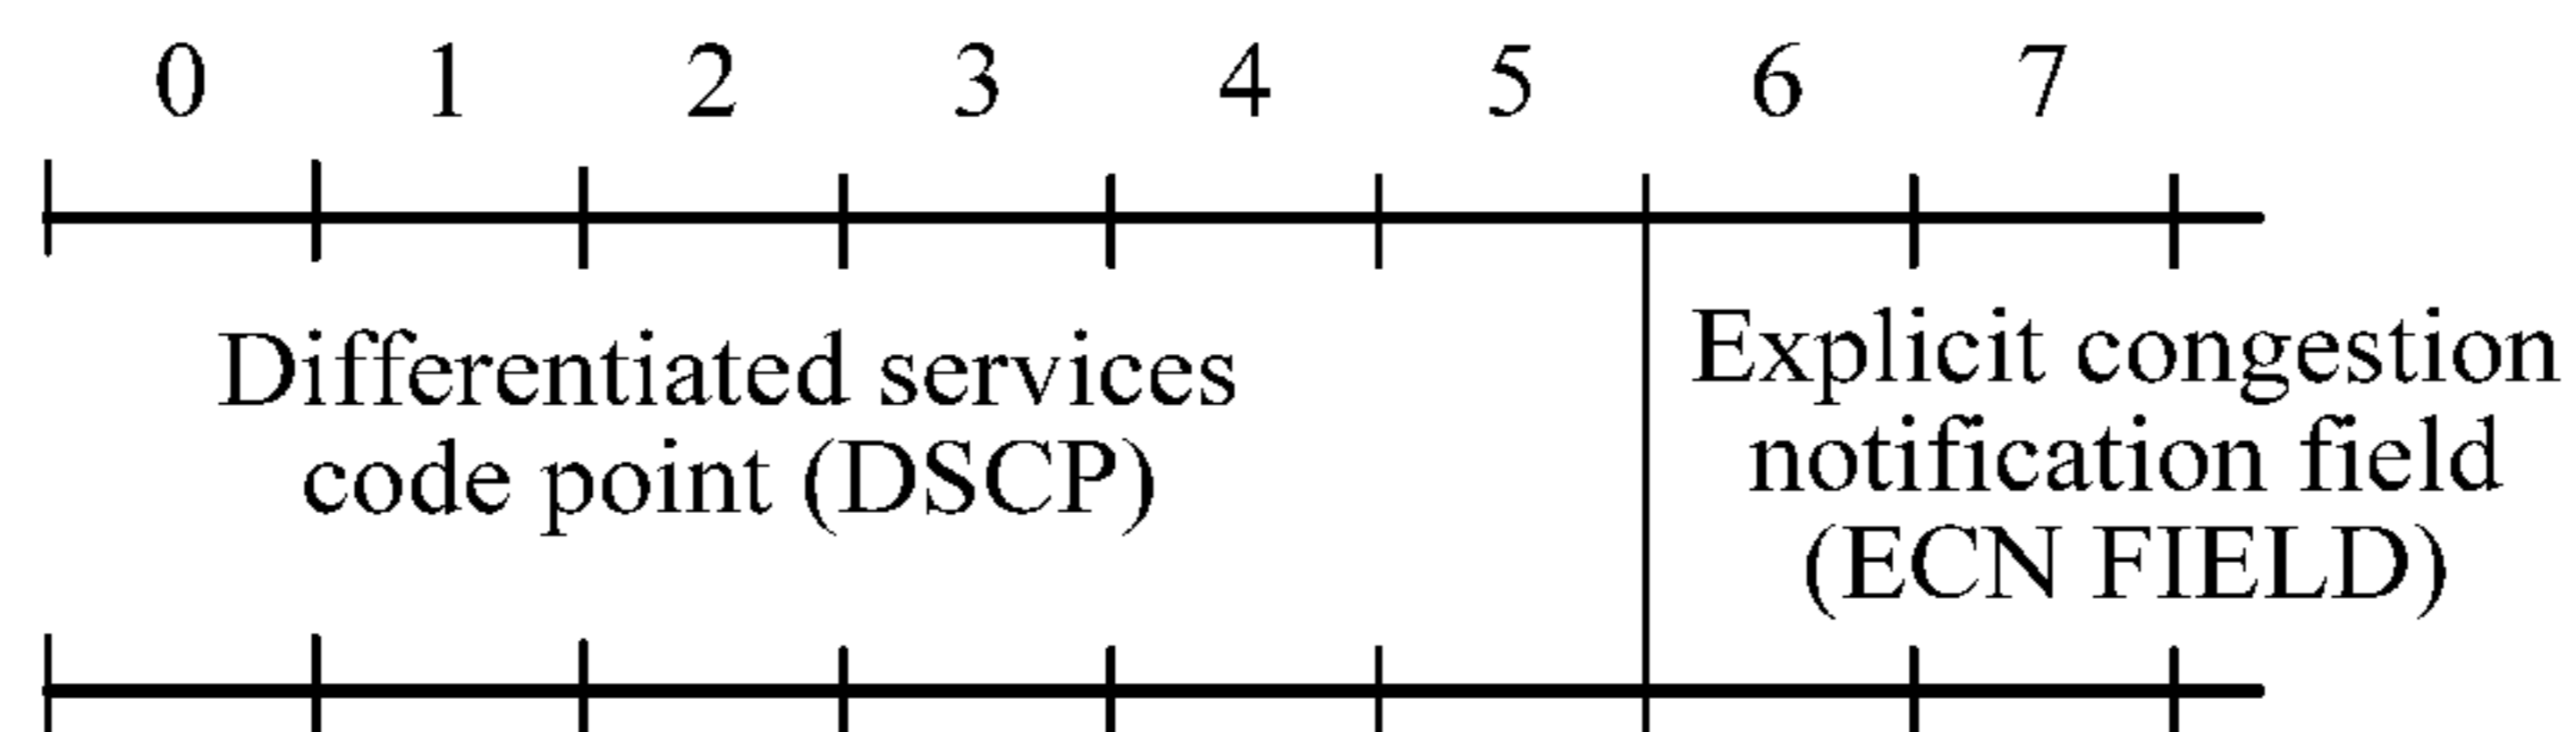 0 1 2 3 4 5 6 7
Differentiated services
code point (DSCP)
Explicit congestion
notification field
(ECN FIELD)